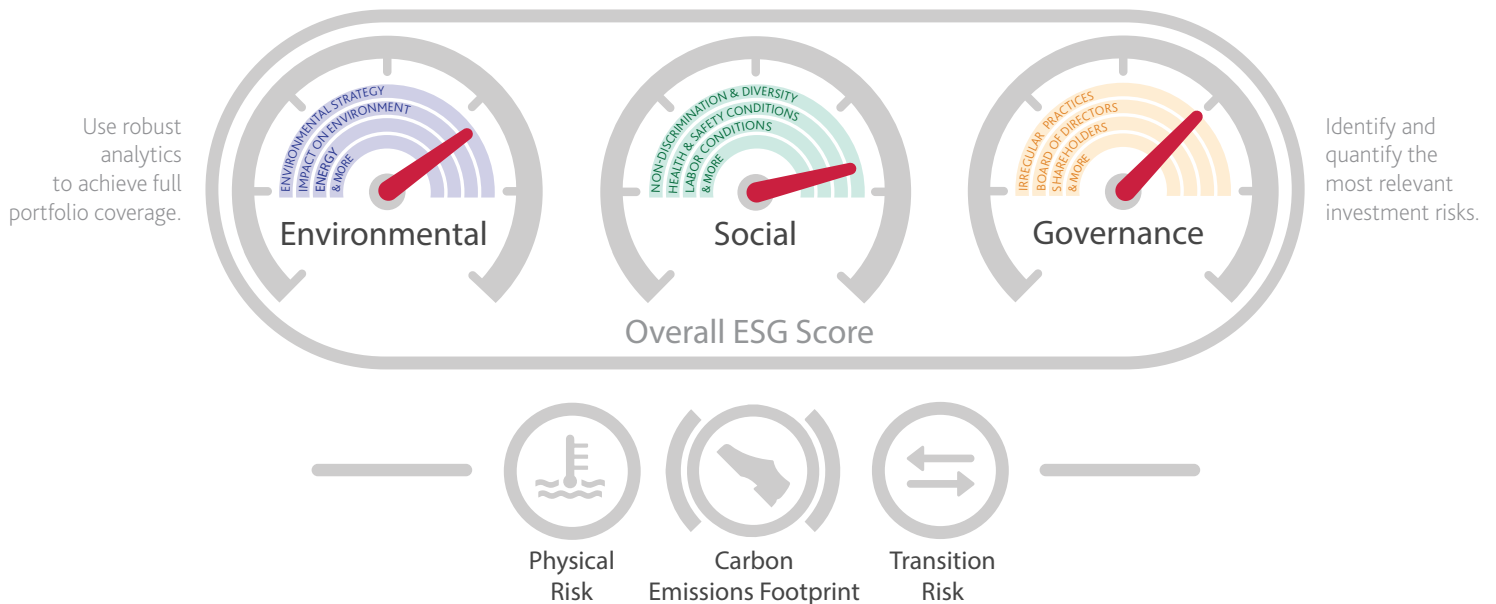 Use robust
analytics
to achieve full
portfolio coverage.
ENVIRONMENTAL STRATEGY
IMPACT ON ENVIRONMENT
ENERGY
& MORE
Environmental
NON-DISCRIMINATION & DIVERSITY
HEALTH & SAFETY CONDITIONS
LABOR CONDITIONS
& MORE
Social
IRREGULAR PRACTICES
BOARD OF DIRECTORS
SHAREHOLDERS
& MORE
Governance
Identify and
quantify the
most relevant
investment risks.
Overall ESG Score
Physical
Risk
Carbon
Emissions Footprint
Transition
Risk